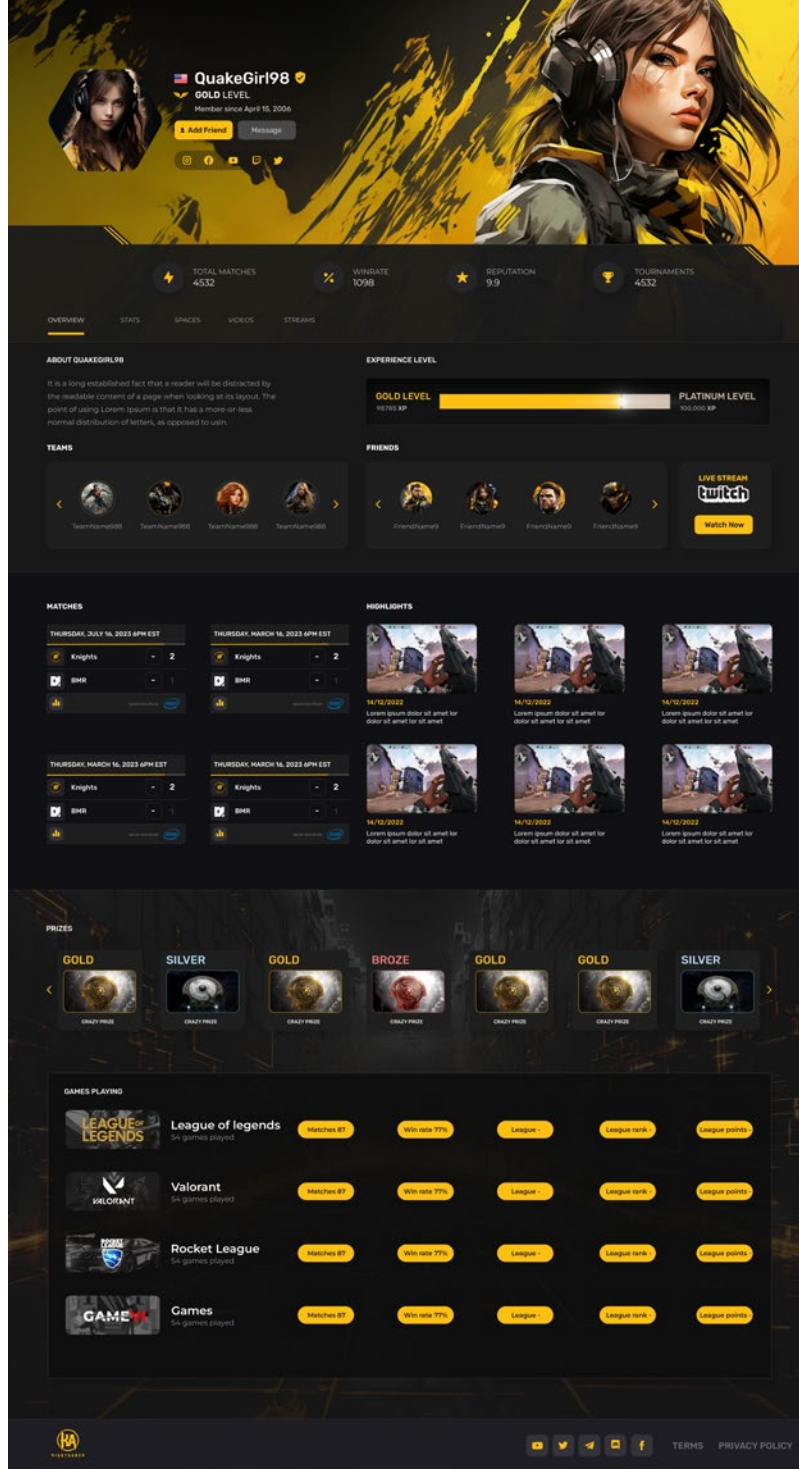 QuakeGirl98
GOLD LEVEL
Member since April 15, 2006
Add Friend
Message
TOTAL MATCHES
4532
WINRATE
1098
REPUTATION
9.9
TOURNAMENTS
4532
OVERVIEW
STATS
SPACES
VIDEOS
STREAMS
ABOUT QUAKEGIRL98
It is a long established fact that a reader will be distracted by
the readable content of a page when looking at its layout. The
point of using Lorem Ipsum is that it has a more-or-less
normal distribution of letters, as opposed to usin.
EXPERIENCE LEVEL
GOLD LEVEL
98785 XP
PLATINUM LEVEL
100,000 XP
TEAMS
TeamName988
TeamName988
TeamName988
TeamName988
FRIENDS
FriendName9
FriendName9
FriendName9
FriendName9
LIVE STREAM
twitch
Watch Now
MATCHES
THURSDAY, JULY 16, 2023 6PM EST
Knights - 2
BMR - 1
intel
THURSDAY, MARCH 16, 2023 6PM EST
Knights - 2
BMR - 1
intel
THURSDAY, MARCH 16, 2023 6PM EST
Knights - 2
BMR - 1
intel
THURSDAY, MARCH 16, 2023 6PM EST
Knights - 2
BMR - 1
intel
HIGHLIGHTS
14/12/2022
Lorem ipsum dolor sit amet lor
dolor sit amet lor sit amet
14/12/2022
Lorem ipsum dolor sit amet lor
dolor sit amet lor sit amet
14/12/2022
Lorem ipsum dolor sit amet lor
dolor sit amet lor sit amet
14/12/2022
Lorem ipsum dolor sit amet lor
dolor sit amet lor sit amet
14/12/2022
Lorem ipsum dolor sit amet lor
dolor sit amet lor sit amet
14/12/2022
Lorem ipsum dolor sit amet lor
dolor sit amet lor sit amet
PRIZES
GOLD
CRAZY PRIZE
SILVER
CRAZY PRIZE
GOLD
CRAZY PRIZE
BROZE
CRAZY PRIZE
GOLD
CRAZY PRIZE
GOLD
CRAZY PRIZE
SILVER
CRAZY PRIZE
GAMES PLAYING
LEAGUE OF
LEGENDS
League of legends
54 games played
Matches 87
Win rate 77%
League -
League rank -
League points -
VALORANT
Valorant
54 games played
Matches 87
Win rate 77%
League -
League rank -
League points -
ROCKET
LEAGUE
Rocket League
54 games played
Matches 87
Win rate 77%
League -
League rank -
League points -
Games
54 games played
Matches 87
Win rate 77%
League -
League rank -
League points -
TERMS
PRIVACY POLICY